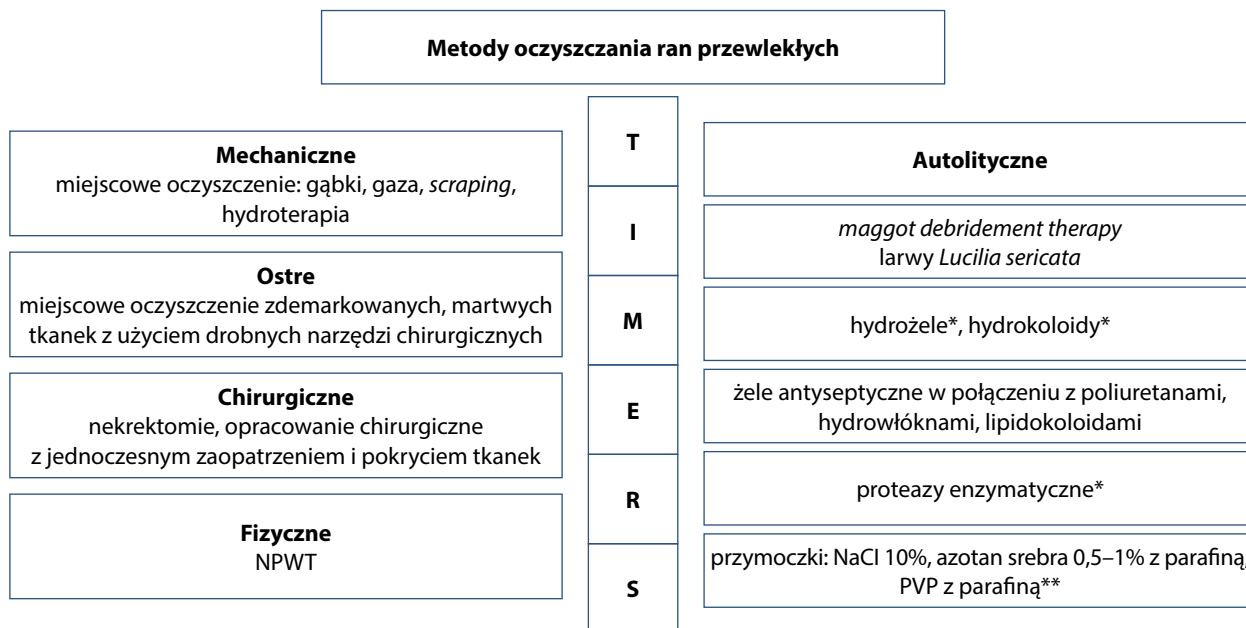 Metody oczyszczania ran przewlekłych
Mechaniczne
miejscowe oczyszczenie: gąbki, gaza, scraping,
hydroterapia
Ostre
miejscowe oczyszczenie zdemarkowanych, martwych
tkanek z użyciem drobnych narzędzi chirurgicznych
Chirurgiczne
nekrektomie, opracowanie chirurgiczne
z jednoczesnym zaopatrzeniem i pokryciem tkanek
Fizyczne
NPWT
T
I
M
E
R
S
Autolityczne
maggot debridement therapy
larwy Lucilia sericata
hydrożele*, hydrokoloidy*
żele antyseptyczne w połączeniu z poliuretanami,
hydrowłóknami, lipidokoloidami
proteazy enzymatyczne*
przymoczki: NaCl 10%, azotan srebra 0,5–1% z parafiną,
PVP z parafiną**